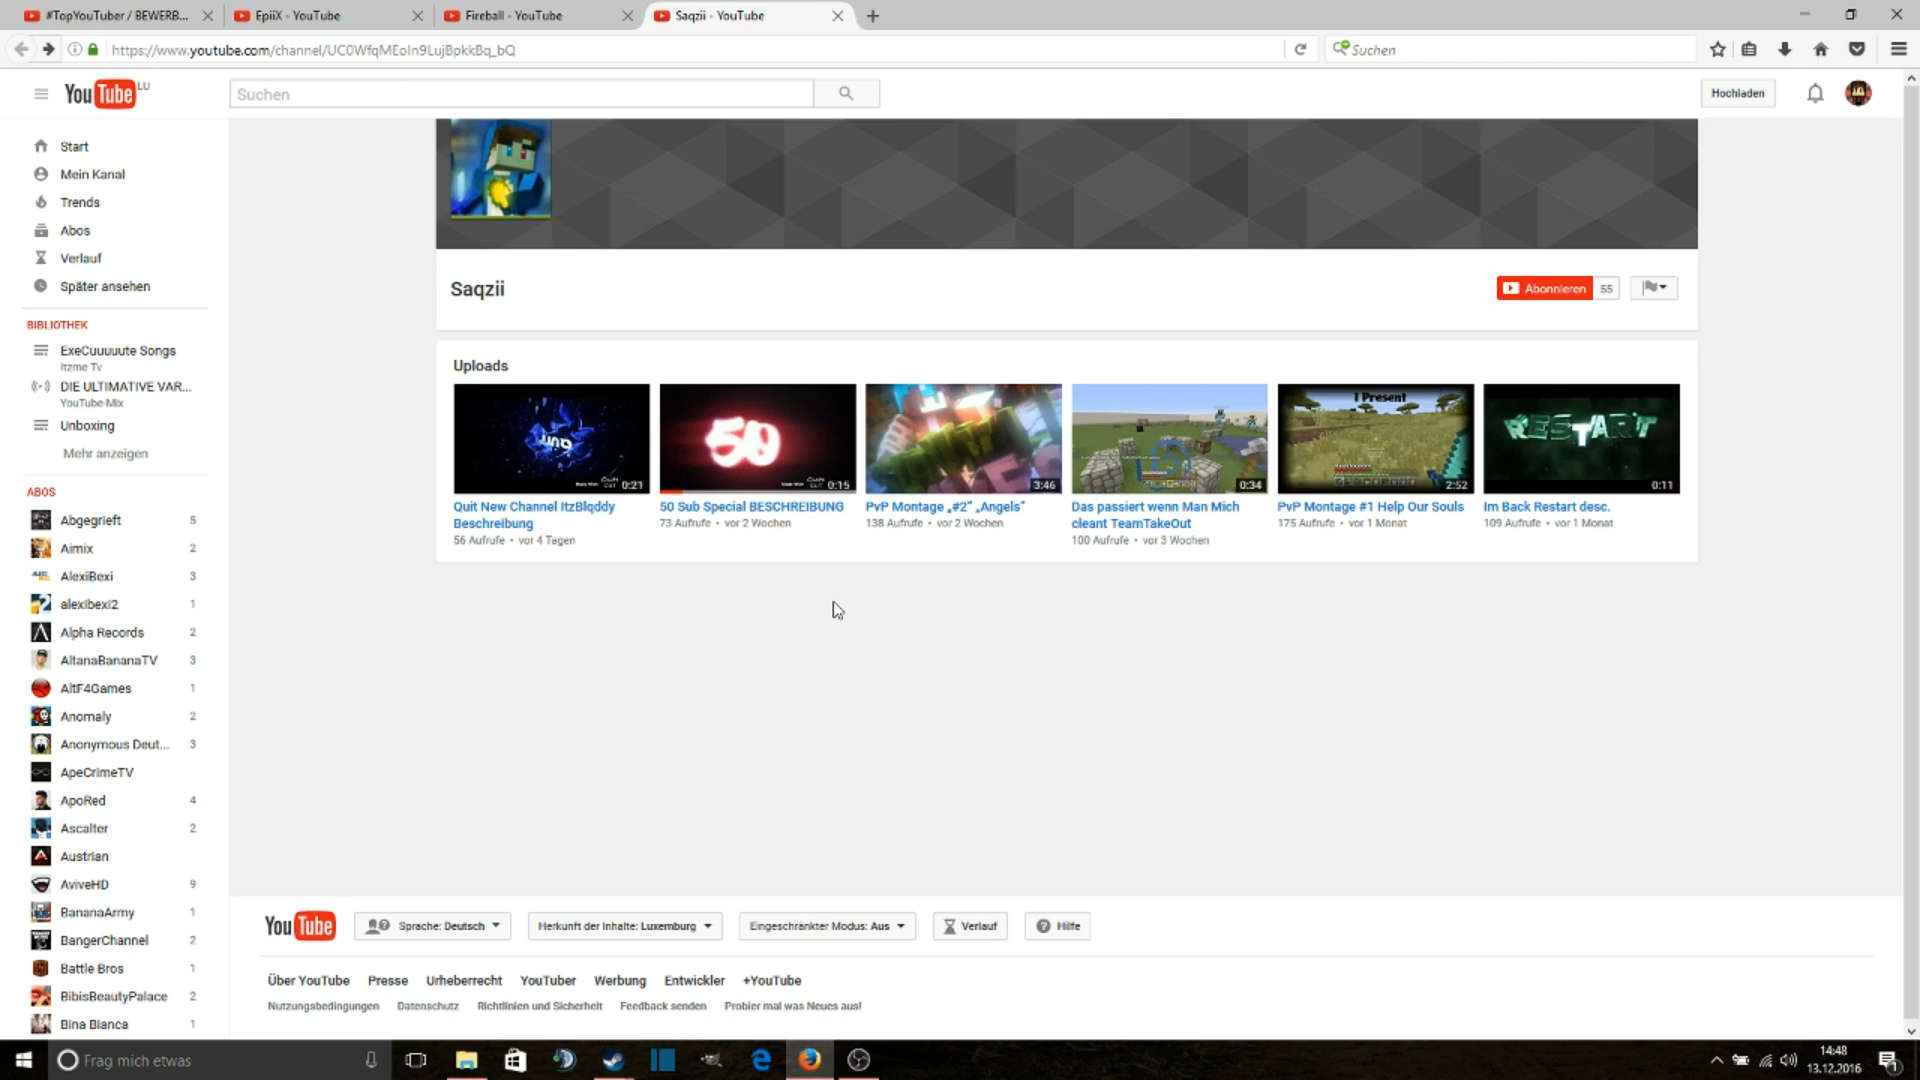 #TopYouTuber / BEWERB...
EpiiX - YouTube
Fireball - YouTube
Saqzii - YouTube
https://www.youtube.com/channel/UC0WfqMEoIn9LujBpkkBq_bQ
Suchen
YouTube LU
Suchen
Hochladen
Start
Mein Kanal
Trends
Abos
Verlauf
Später ansehen
BIBLIOTHEK
ExeCuuuuute Songs
Itzme Tv
DIE ULTIMATIVE VAR...
YouTube-Mix
Unboxing
Mehr anzeigen
ABOS
Abgegrieft 5
Aimix 2
AlexiBexi 3
alexibexi2 1
Alpha Records 2
AltanaBananaTV 3
AltF4Games 1
Anomaly 2
Anonymous Deut... 3
ApeCrimeTV
ApoRed 4
Ascalter 2
Austrian
AviveHD 9
BananaArmy 1
BangerChannel 2
Battle Bros 1
BibisBeautyPalace 2
Bina Bianca 1
Saqzii
Abonnieren 55
Uploads
0:21
Quit New Channel ItzBlqddy
Beschreibung
56 Aufrufe • vor 4 Tagen
50
0:15
50 Sub Special BESCHREIBUNG
73 Aufrufe • vor 2 Wochen
3:46
PvP Montage „#2" „Angels"
138 Aufrufe • vor 2 Wochen
0:34
Das passiert wenn Man Mich
cleant TeamTakeOut
100 Aufrufe • vor 3 Wochen
I Present
2:52
PvP Montage #1 Help Our Souls
175 Aufrufe • vor 1 Monat
RESTART
0:11
Im Back Restart desc.
109 Aufrufe • vor 1 Monat
YouTube
Sprache: Deutsch
Herkunft der Inhalte: Luxemburg
Eingeschränkter Modus: Aus
Verlauf
Hilfe
Über YouTube Presse Urheberrecht YouTuber Werbung Entwickler +YouTube
Nutzungsbedingungen Datenschutz Richtlinien und Sicherheit Feedback senden Probier mal was Neues aus!
Frag mich etwas
14:48
13.12.2016
1